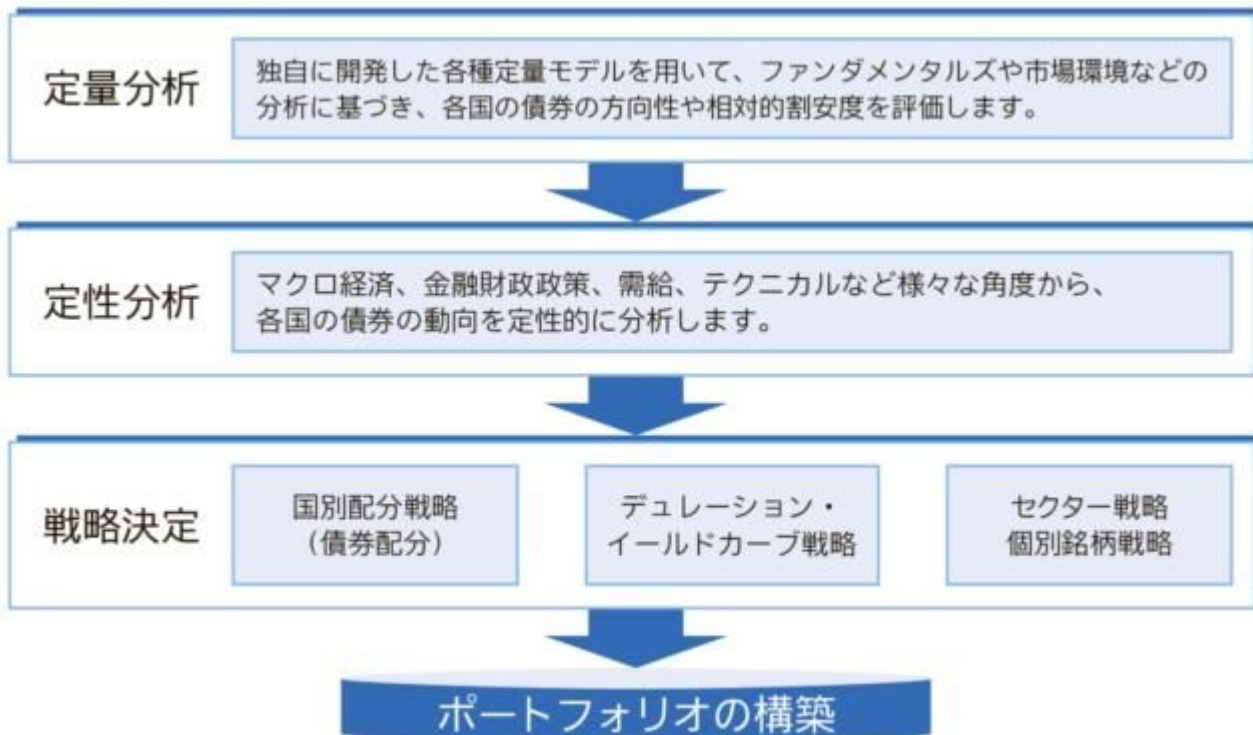 定量分析
独自に開発した各種定量モデルを用いて、ファンダメンタルズや市場環境などの
分析に基づき、各国の債券の方向性や相対的割安度を評価します。
定性分析
マクロ経済、金融財政政策、需給、テクニカルなど様々な角度から、
各国の債券の動向を定性的に分析します。
戦略決定
国別配分戦略
（債券配分）
デュレーション・
イールドカーブ戦略
セクター戦略
個別銘柄戦略
ポートフォリオの構築